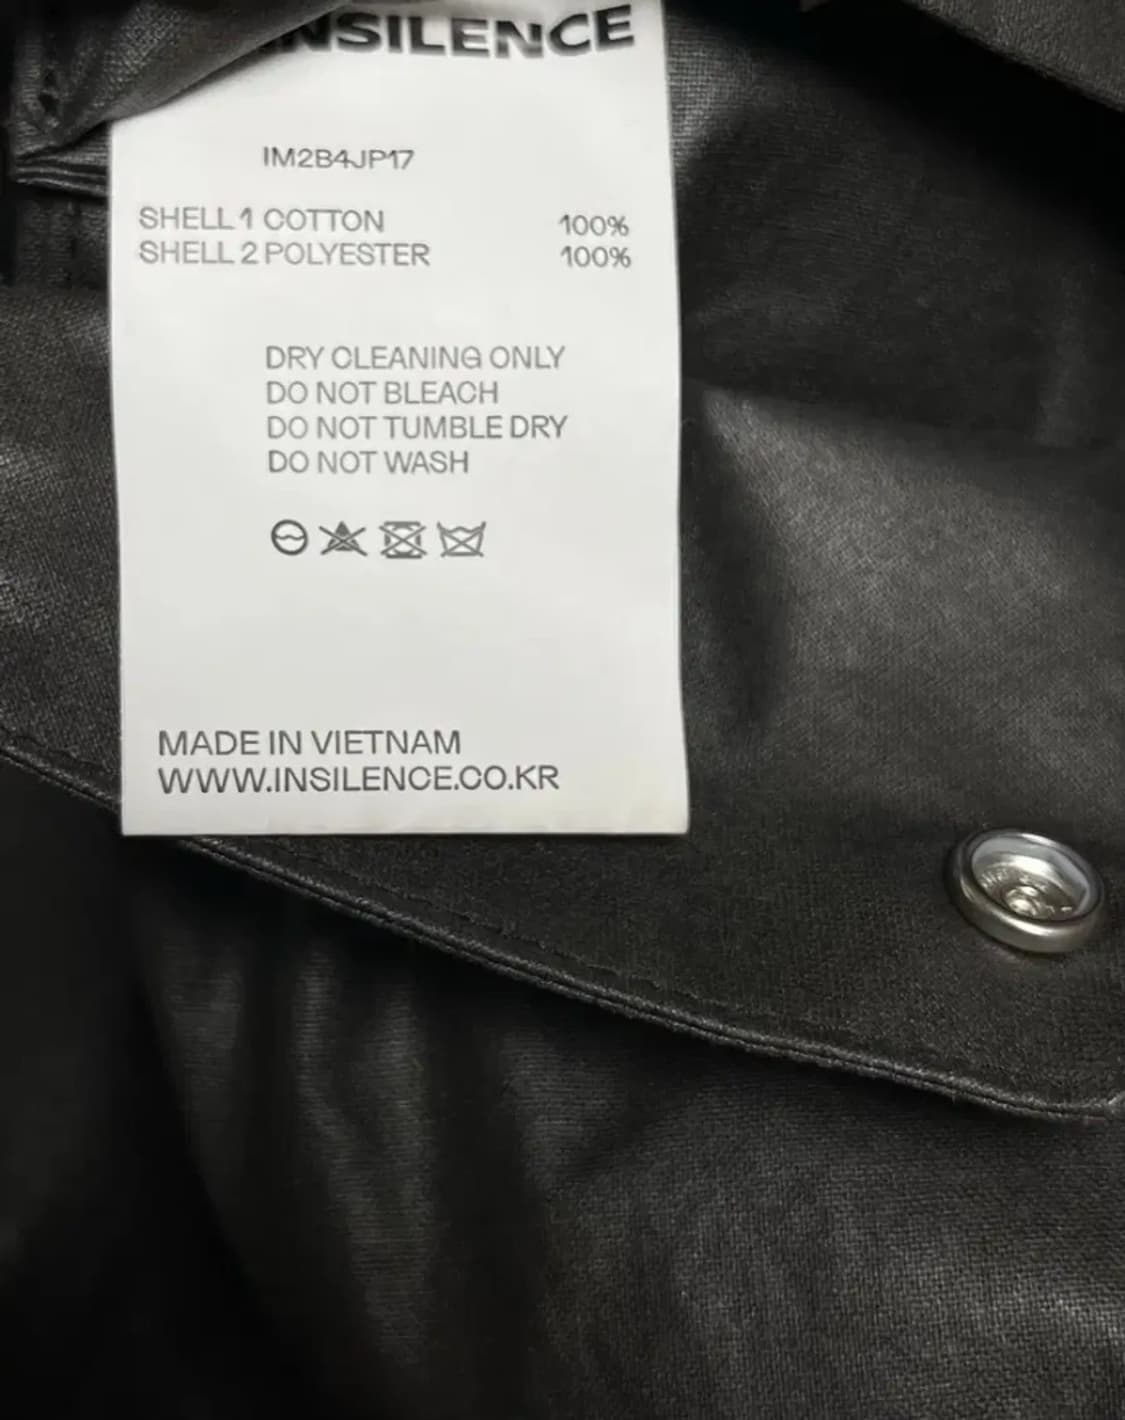 INSILENCE
IM2B4JP17
SHELL 1 COTTON 100%
SHELL 2 POLYESTER 100%
DRY CLEANING ONLY
DO NOT BLEACH
DO NOT TUMBLE DRY
DO NOT WASH
MADE IN VIETNAM
WWW.INSILENCE.CO.KR